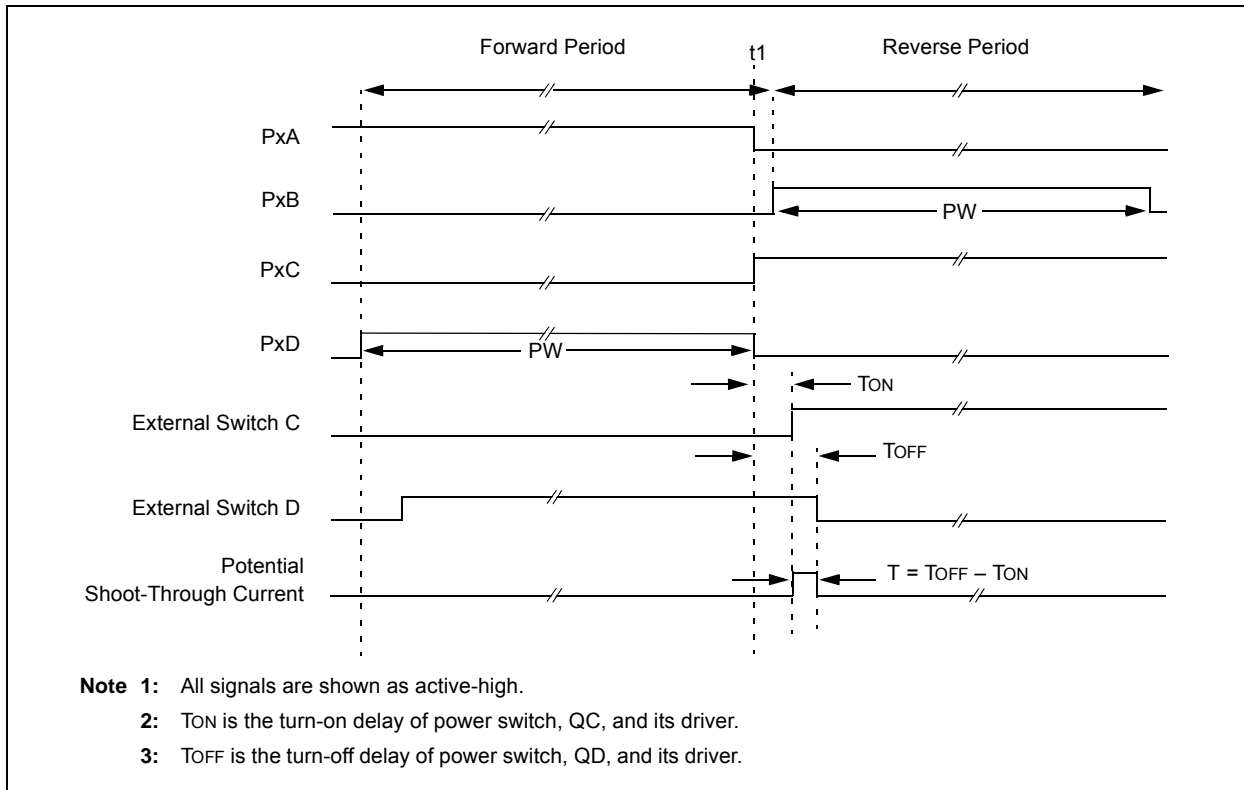 Forward Period
t1
Reverse Period
PxA
PxB
PW
PxC
PxD
PW
TON
External Switch C
TOFF
External Switch D
Potential
Shoot-Through Current
T = TOFF – TON
Note 1: All signals are shown as active-high.
2: TON is the turn-on delay of power switch, QC, and its driver.
3: TOFF is the turn-off delay of power switch, QD, and its driver.